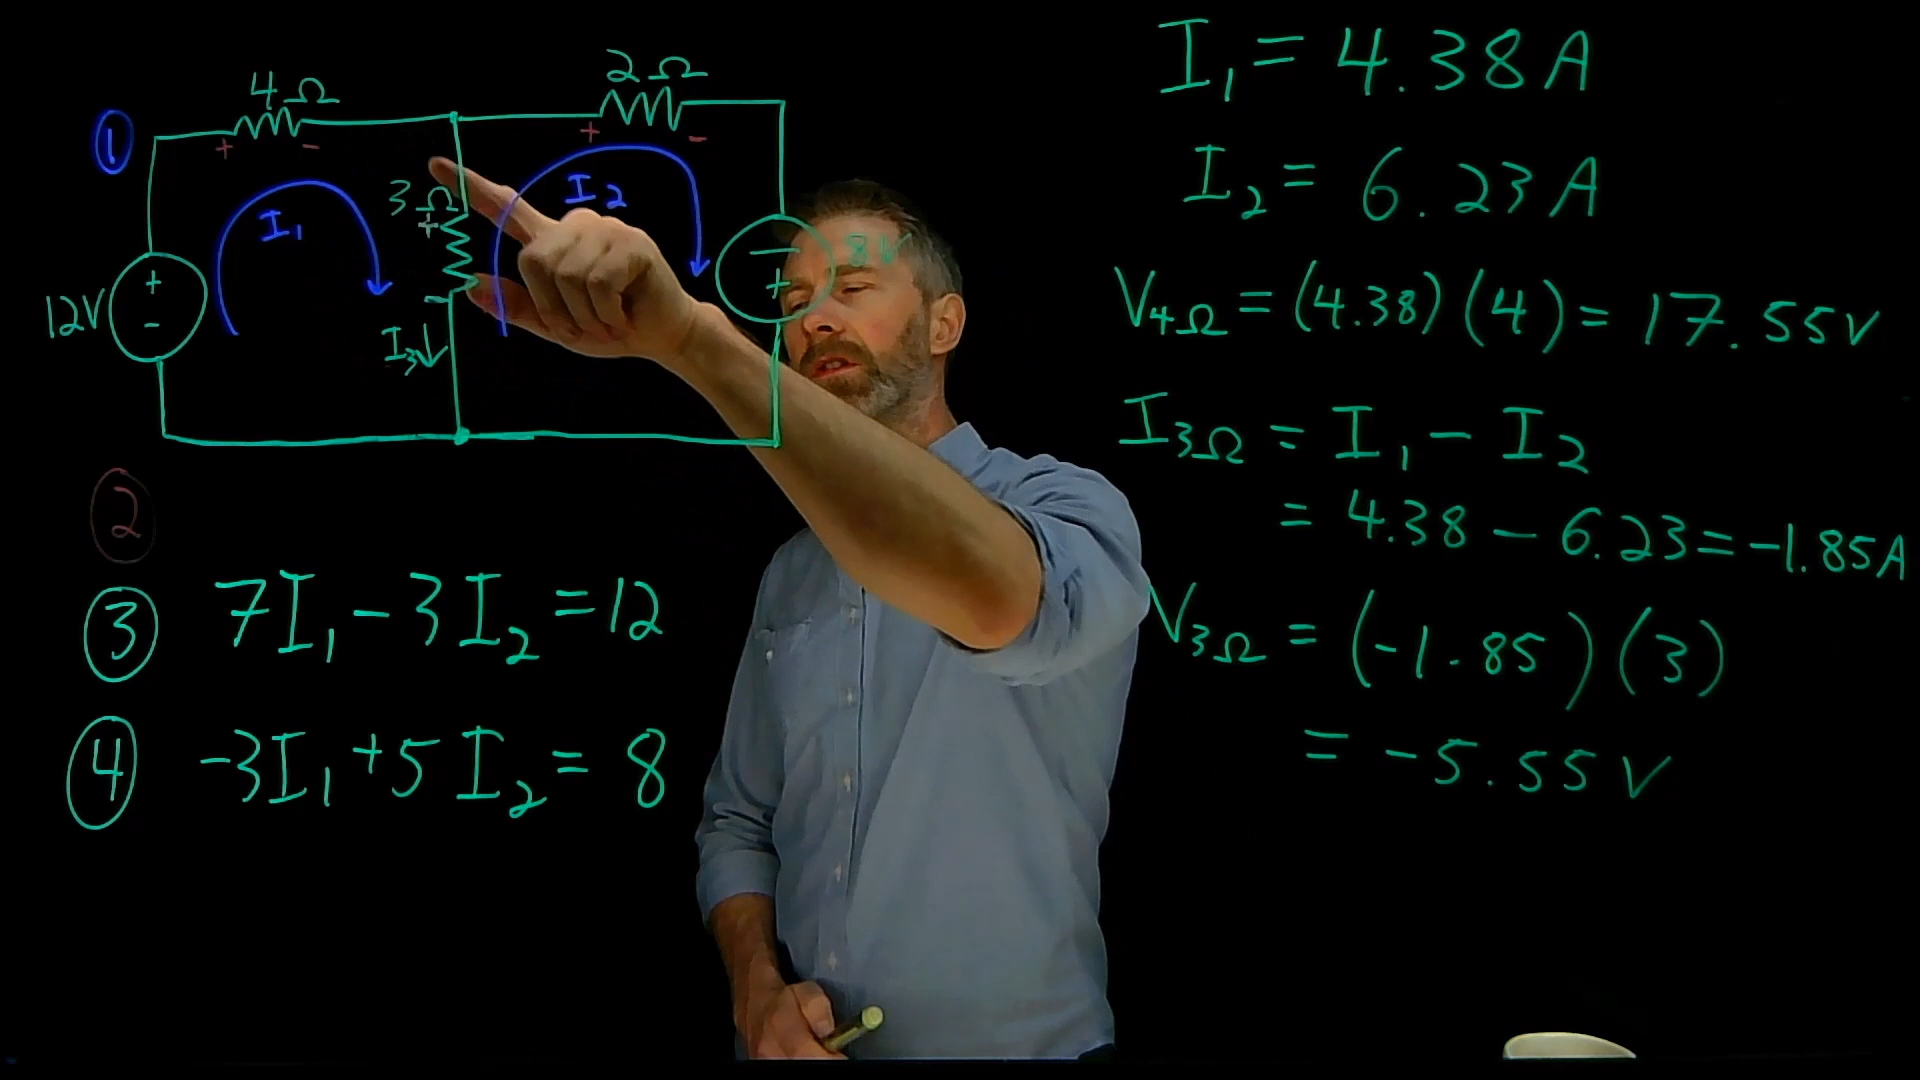 4Ω
2Ω
①
+ -
+ -
I₁
3Ω
+
-
I₂
12V
+
-
I₃↓
-
+
8V
②
③ 7I₁ - 3I₂ = 12
④ -3I₁ + 5I₂ = 8
I₁ = 4.38A
I₂ = 6.23A
V₄Ω = (4.38)(4) = 17.55V
I₃Ω = I₁ - I₂
= 4.38 - 6.23 = -1.85A
V₃Ω = (-1.85)(3)
= -5.55V